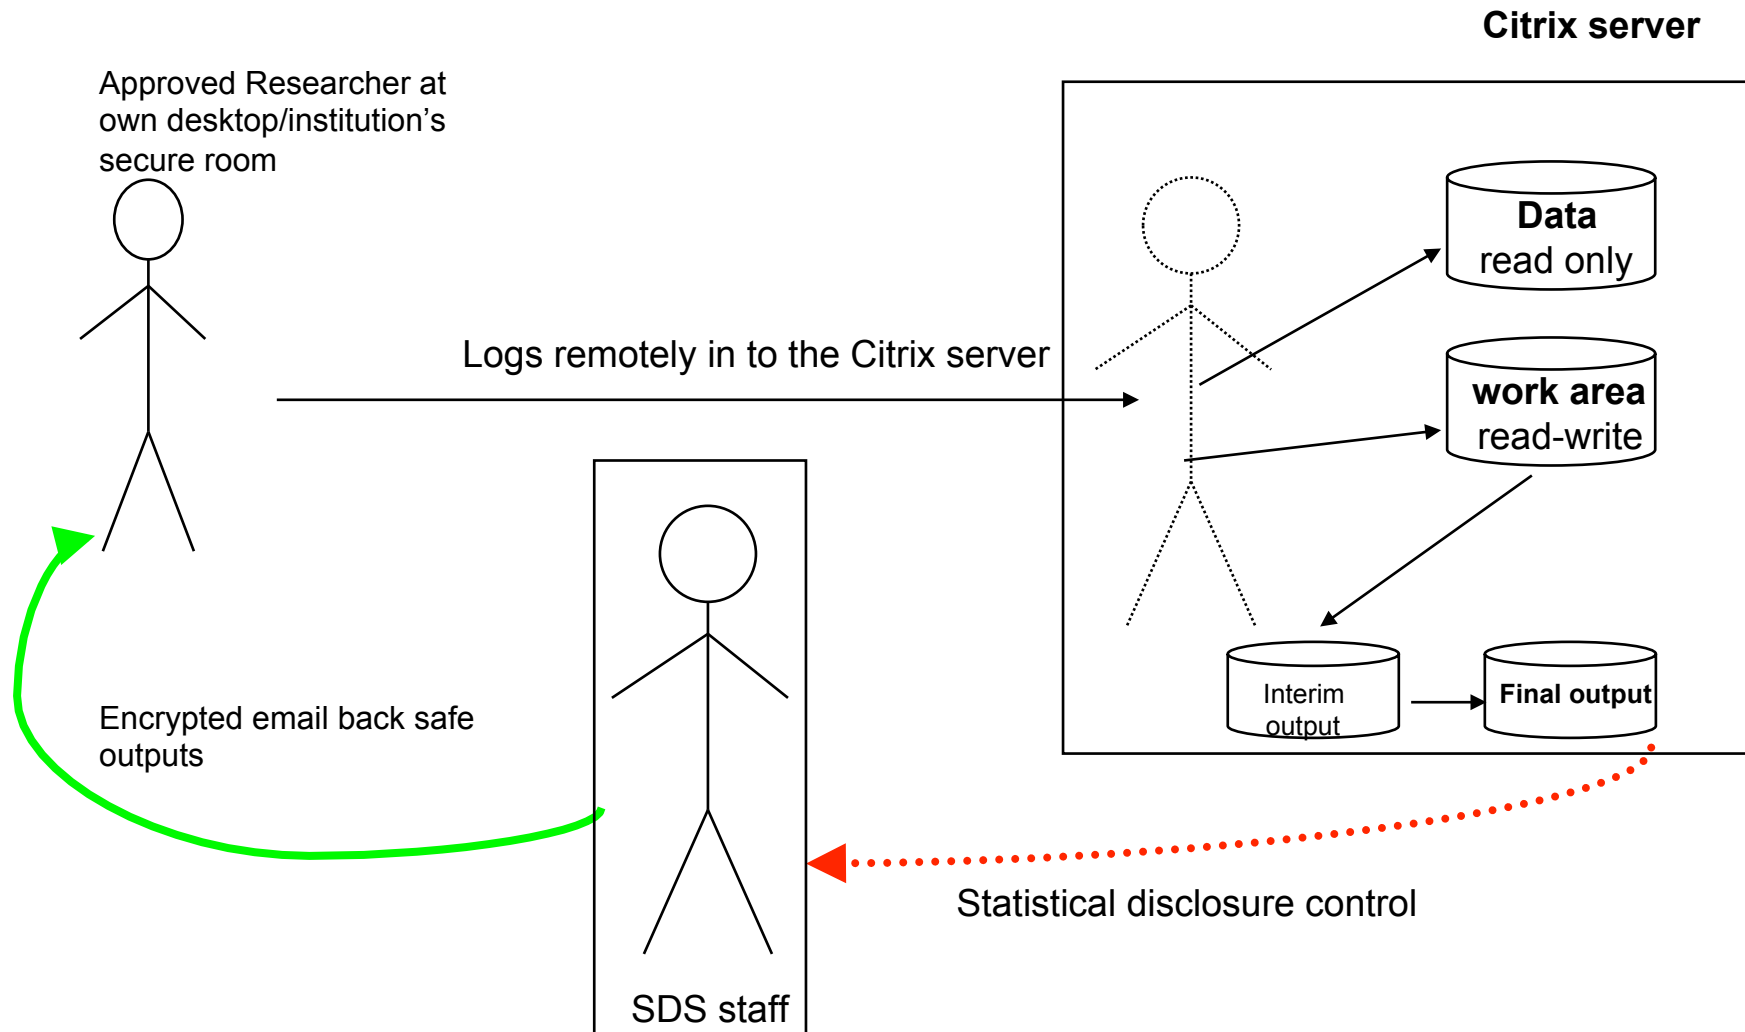 Citrix server
Approved Researcher at
own desktop/institution’s
secure room
Data
read only
Logs remotely in to the Citrix server
work area
read-write
Interim
output
Final output
Encrypted email back safe
outputs
Statistical disclosure control
SDS staff